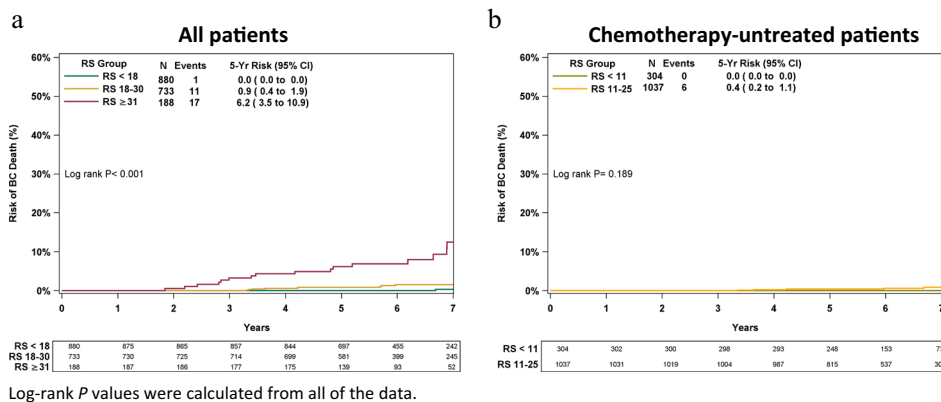 a
All patients
RS Group N Events 5-Yr Risk (95% CI)
RS < 18 880 1 0.0 ( 0.0 to 0.0)
RS 18-30 733 11 0.9 ( 0.4 to 1.9)
RS ≥ 31 188 17 6.2 ( 3.5 to 10.9)
Risk of BC Death (%)
60%
50%
40%
30%
20%
10%
0%
Log rank P< 0.001
0 1 2 3 4 5 6 7
Years
RS < 18 880 875 865 857 844 697 455 242
RS 18-30 733 730 725 714 699 581 399 245
RS ≥ 31 188 187 186 177 175 139 93 52
b
Chemotherapy-untreated patients
RS Group N Events 5-Yr Risk (95% CI)
RS < 11 304 0 0.0 ( 0.0 to 0.0)
RS 11-25 1037 6 0.4 ( 0.2 to 1.1)
Risk of BC Death (%)
60%
50%
40%
30%
20%
10%
0%
Log rank P= 0.189
0 1 2 3 4 5 6 7
Years
RS < 11 304 302 300 298 293 248 153
RS 11-25 1037 1031 1019 1004 987 815 537
Log-rank P values were calculated from all of the data.